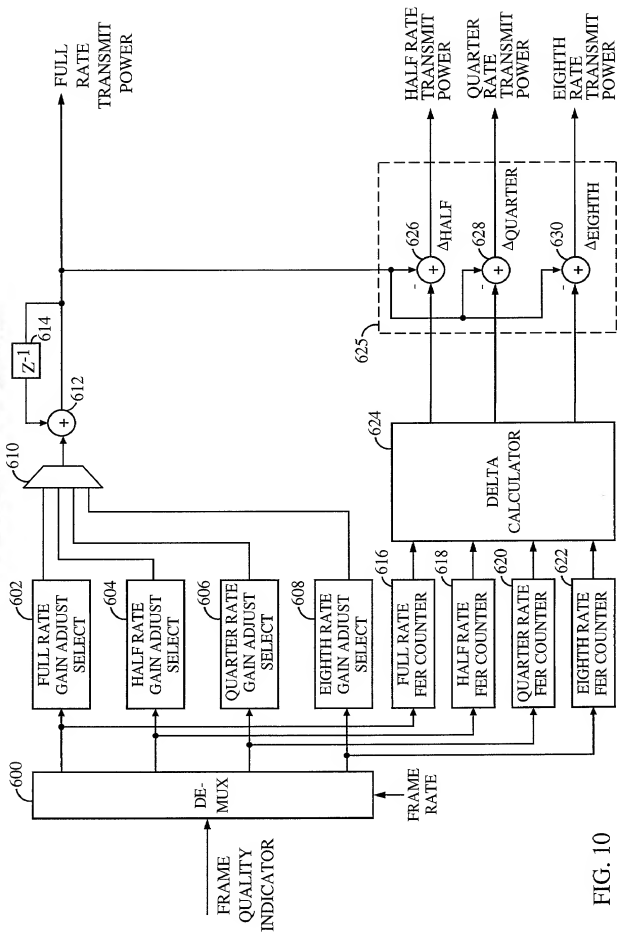 FULL
RATE
TRANSMIT
POWER
Z-1
614
612
610
602
FULL RATE
GAIN ADJUST
SELECT
604
HALF RATE
GAIN ADJUST
SELECT
606
QUARTER RATE
GAIN ADJUST
SELECT
608
EIGHTH RATE
GAIN ADJUST
SELECT
600
DE-
MUX
FRAME
QUALITY
INDICATOR
FRAME
RATE
616
FULL RATE
FER COUNTER
618
HALF RATE
FER COUNTER
620
QUARTER RATE
FER COUNTER
622
EIGHTH RATE
FER COUNTER
624
DELTA
CALCULATOR
625
+
-
+
626
ΔHALF
-
+
628
ΔQUARTER
-
+
630
ΔEIGHTH
HALF RATE
TRANSMIT
POWER
QUARTER
RATE
TRANSMIT
POWER
EIGHTH
RATE
TRANSMIT
POWER
FIG. 10